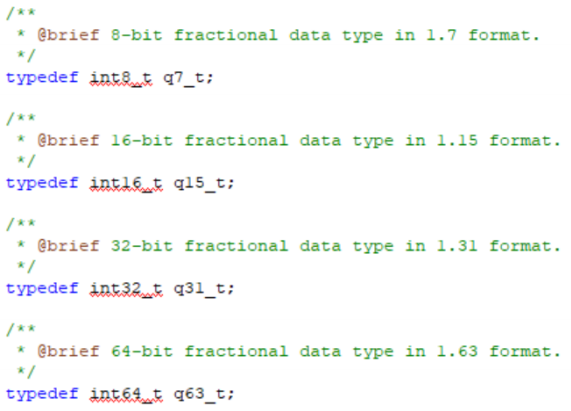 /**
 * @brief 8-bit fractional data type in 1.7 format.
 */
typedef int8_t q7_t;
/**
 * @brief 16-bit fractional data type in 1.15 format.
 */
typedef int16_t q15_t;
/**
 * @brief 32-bit fractional data type in 1.31 format.
 */
typedef int32_t q31_t;
/**
 * @brief 64-bit fractional data type in 1.63 format.
 */
typedef int64_t q63_t;